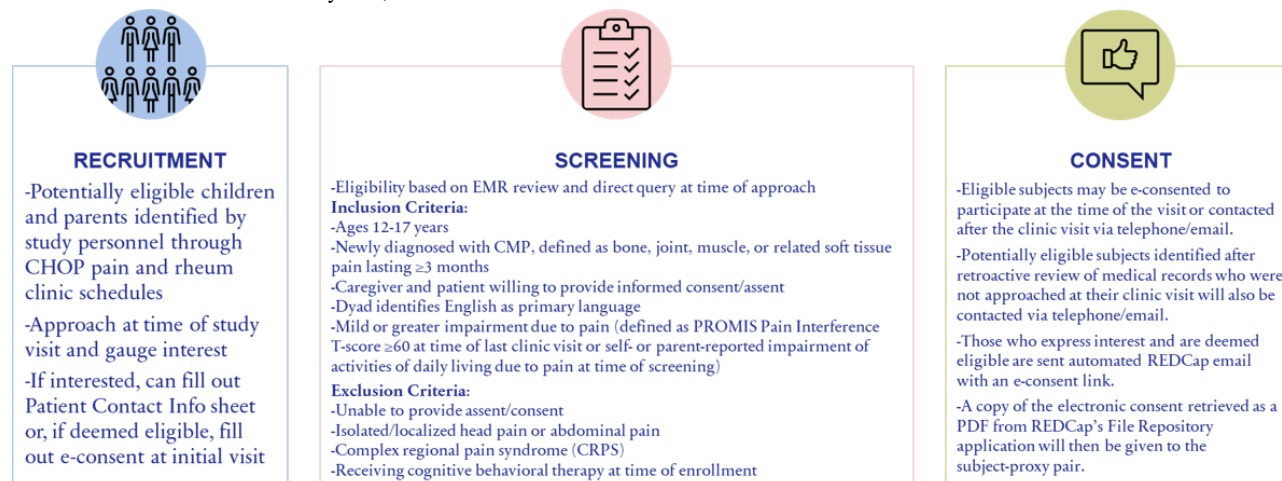 RECRUITMENT
-Potentially eligible children
and parents identified by
study personnel through
CHOP pain and rheum
clinic schedules
-Approach at time of study
visit and gauge interest
-If interested, can fill out
Patient Contact Info sheet
or, if deemed eligible, fill
out e-consent at initial visit
SCREENING
-Eligibility based on EMR review and direct query at time of approach
Inclusion Criteria:
-Ages 12-17 years
-Newly diagnosed with CMP, defined as bone, joint, muscle, or related soft tissue
pain lasting ≥3 months
-Caregiver and patient willing to provide informed consent/assent
-Dyad identifies English as primary language
-Mild or greater impairment due to pain (defined as PROMIS Pain Interference
T-score ≥60 at time of last clinic visit or self- or parent-reported impairment of
activities of daily living due to pain at time of screening)
Exclusion Criteria:
-Unable to provide assent/consent
-Isolated/localized head pain or abdominal pain
-Complex regional pain syndrome (CRPS)
-Receiving cognitive behavioral therapy at time of enrollment
CONSENT
-Eligible subjects may be e-consented to
participate at the time of the visit or contacted
after the clinic visit via telephone/email.
-Potentially eligible subjects identified after
retroactive review of medical records who were
not approached at their clinic visit will also be
contacted via telephone/email.
-Those who express interest and are deemed
eligible are sent automated REDCap email
with an e-consent link.
-A copy of the electronic consent retrieved as a
PDF from REDCap's File Repository
application will then be given to the
subject-proxy pair.